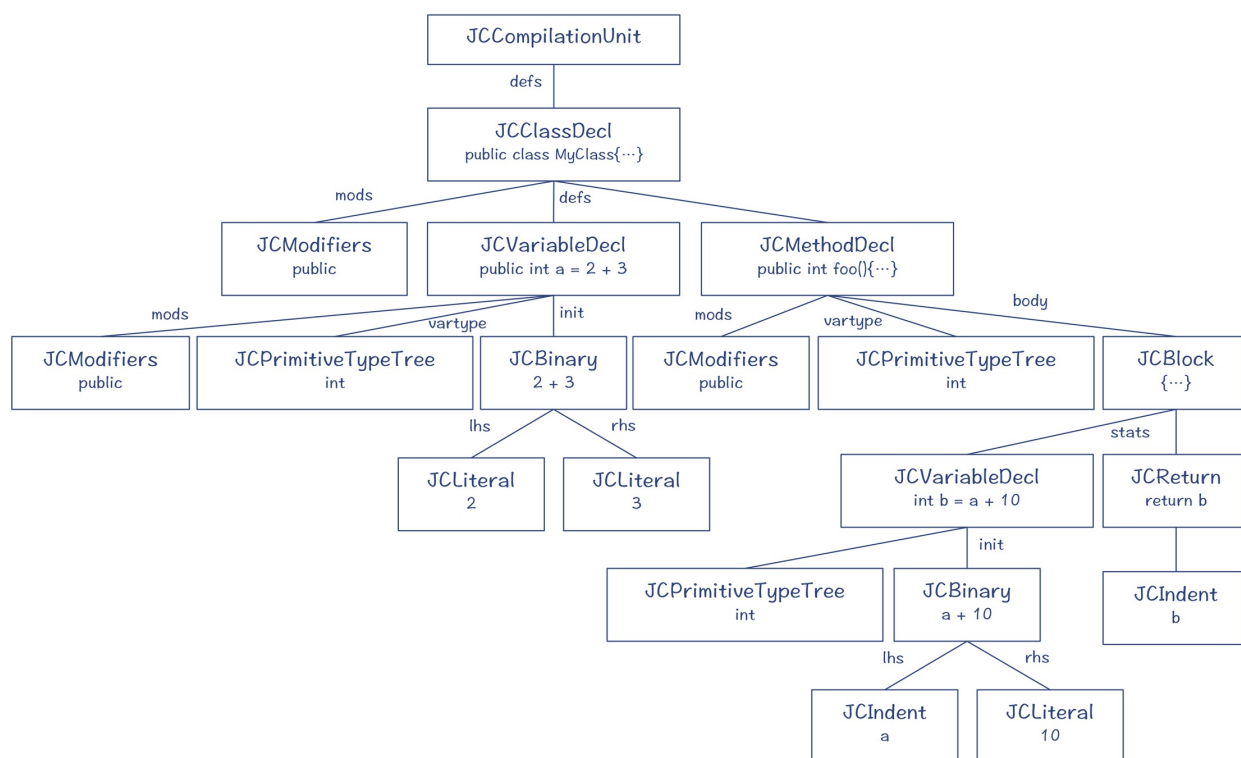 JCCompilationUnit
defs
JCClassDecl
public class MyClass{…}
mods
defs
JCModifiers
public
JCVariableDecl
public int a = 2 + 3
JCMethodDecl
public int foo(){…}
mods
vartype
init
mods
vartype
body
JCModifiers
public
JCPrimitiveTypeTree
int
JCBinary
2 + 3
JCModifiers
public
JCPrimitiveTypeTree
int
JCBlock
{…}
lhs
rhs
stats
JCLiteral
2
JCLiteral
3
JCVariableDecl
int b = a + 10
JCReturn
return b
init
JCPrimitiveTypeTree
int
JCBinary
a + 10
JCIndent
b
lhs
rhs
JCIndent
a
JCLiteral
10